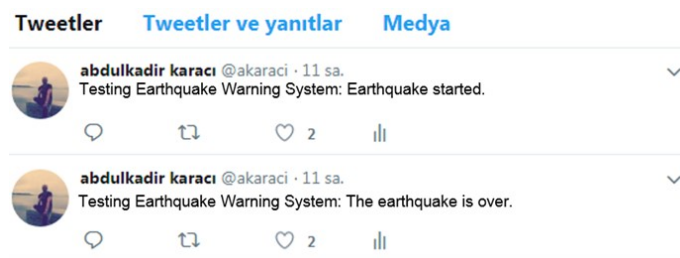 Tweetler Tweetler ve yanıtlar Medya
abdulkadir karacı @akaraci · 11 sa.
Testing Earthquake Warning System: Earthquake started.
2
abdulkadir karacı @akaraci · 11 sa.
Testing Earthquake Warning System: The earthquake is over.
2